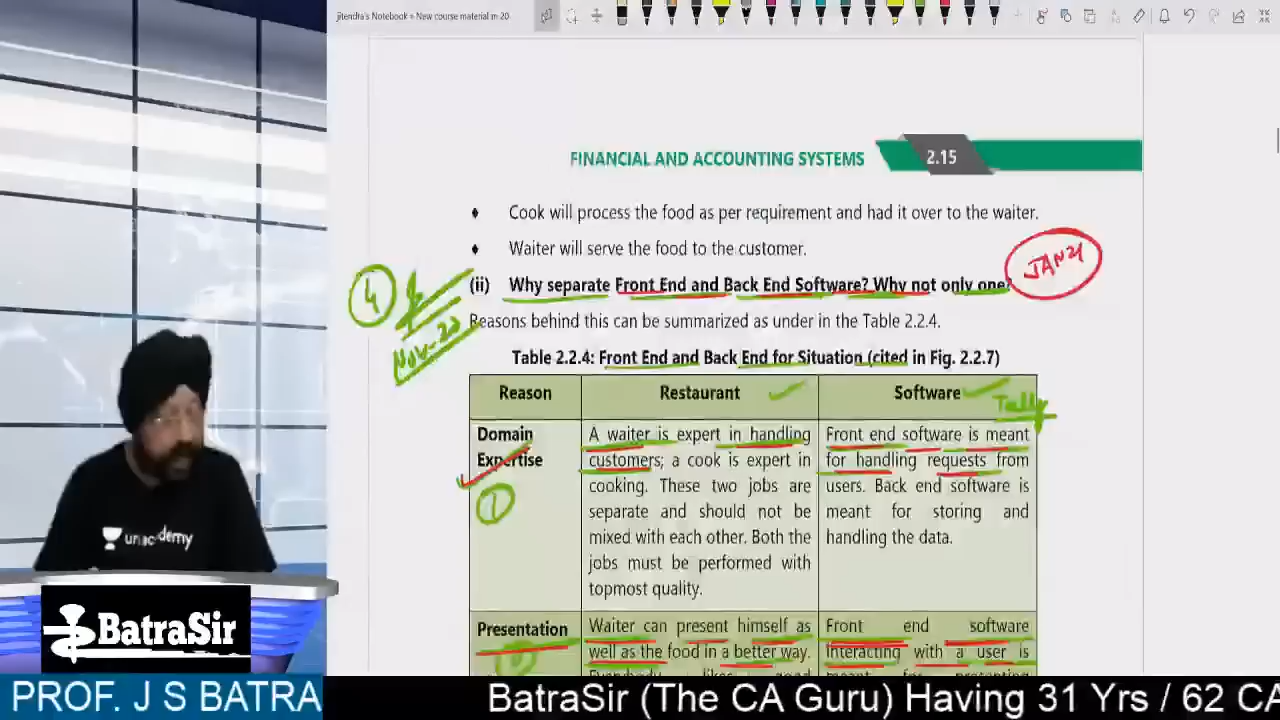 jitendra's Notebook » New course material m 20
FINANCIAL AND ACCOUNTING SYSTEMS
2.15
♦ Cook will process the food as per requirement and had it over to the waiter.
♦ Waiter will serve the food to the customer.
JAN21
4
(ii) Why separate Front End and Back End Software? Why not only one?
Nov-20
Reasons behind this can be summarized as under in the Table 2.2.4.
Table 2.2.4: Front End and Back End for Situation (cited in Fig. 2.2.7)
Reason
Restaurant
Software
Tally
Domain
Expertise
1
A waiter is expert in handling
customers; a cook is expert in
cooking. These two jobs are
separate and should not be
mixed with each other. Both the
jobs must be performed with
topmost quality.
Front end software is meant
for handling requests from
users. Back end software is
meant for storing and
handling the data.
Presentation
Waiter can present himself as
well as the food in a better way.
Everybody likes good
Front end software
interacting with a user is
meant for presenting
unacademy
BatraSir
PROF. J S BATRA
BatraSir (The CA Guru) Having 31 Yrs / 62 CA